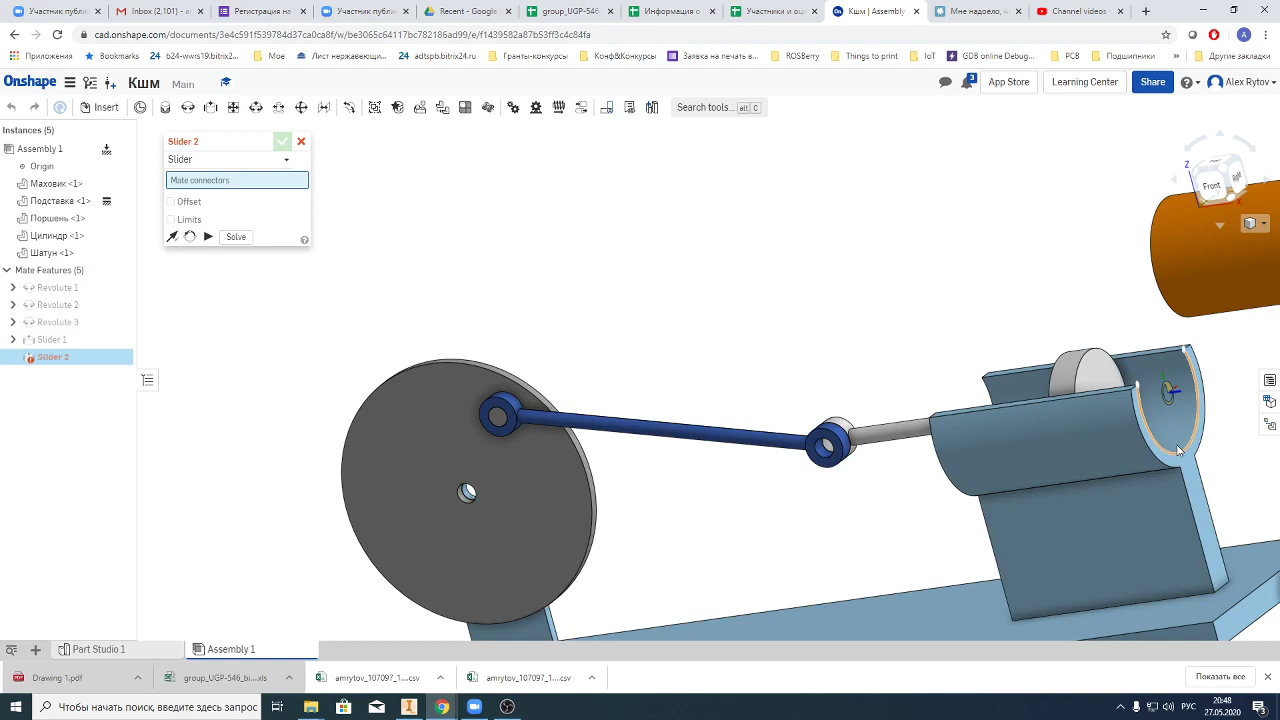 Участник публи
Inbox (2,101) - a
Регистрация на
Участник публи
Recent - Google
group_UGP-546
Информация о
Участники и ош
Кшм | Assembly
Мне надоело, ч
Channel videos -
cad.onshape.com/documents/3e4c591f539784d37ca0ca8f/w/be3065c64117bc782f21d99/e/f1439582a87b53ff3c4c84fa
Приложения
Bookmarks
b24-wwrs19.bitrix2...
Мое
Лист нержавеющий...
adtspb.bitrix24.ru
Гранты-конкурсы
Конф&Конкурсы
Заявка на печать в...
ROSBerry
Things to print
IoT
GDB online Debug...
PCB
Подшипники
Другие закладки
Onshape
Кшм
Main
3
App Store
Learning Center
Share
Alex Rytov
Insert
Search tools...
alt C
Instances (5)
Assembly 1
Origin
Маховик <1>
Подставка <1>
Поршень <1>
Цилиндр <1>
Шатун <1>
Mate Features (5)
Revolute 1
Revolute 2
Revolute 3
Slider 1
Slider 2
Slider 2
Slider
Mate connectors
Offset
Limits
Solve
Z
Front
Right
X
Part Studio 1
Assembly 1
Drawing 1.pdf
group_UGP-546_bi....xls
amrytov_107097_1....csv
amrytov_107097_1....csv
Показать все
Чтобы начать поиск, введите здесь запрос
РУС
20:48
27.05.2020